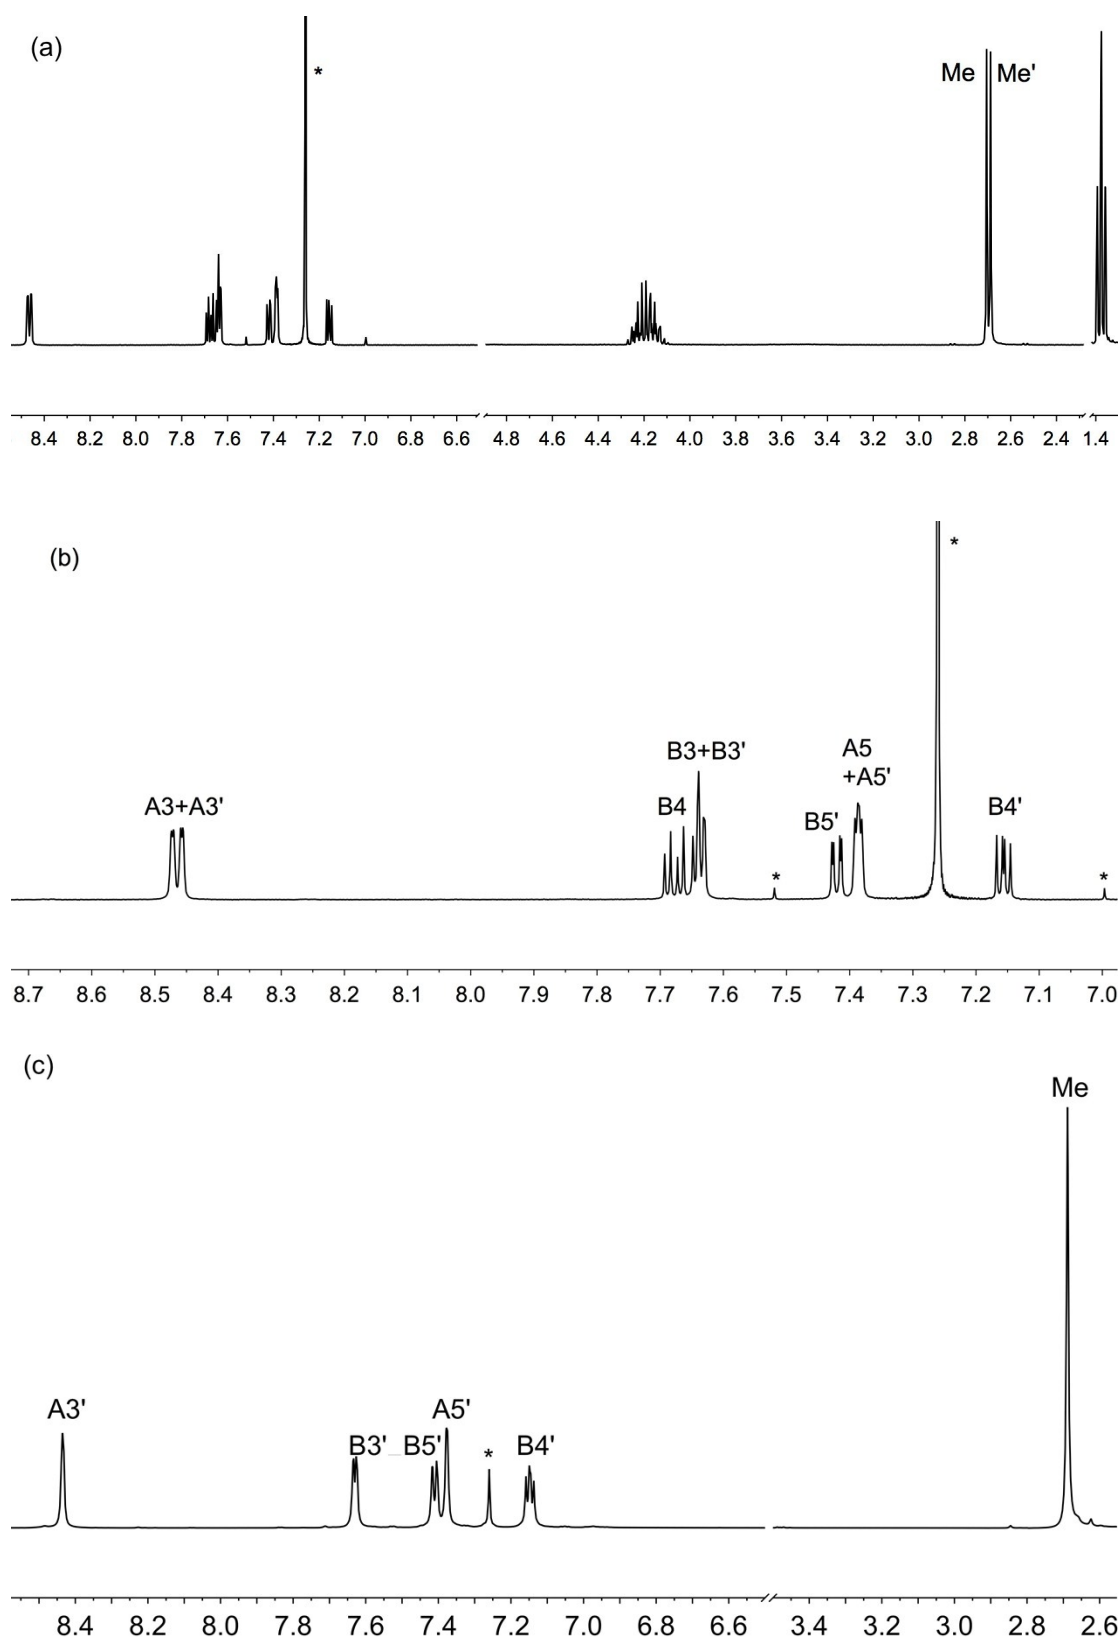 (a)
*
Me Me'
8.4 8.2 8.0 7.8 7.6 7.4 7.2 7.0 6.8 6.6 4.8 4.6 4.4 4.2 4.0 3.8 3.6 3.4 3.2 3.0 2.8 2.6 2.4 1.4
(b)
*
B3+B3'
A5
+A5'
A3+A3' B4 B4'
B5'
* *
8.7 8.6 8.5 8.4 8.3 8.2 8.1 8.0 7.9 7.8 7.7 7.6 7.5 7.4 7.3 7.2 7.1 7.0
(c)
Me
A3' A5'
B3' B5' * B4'
8.4 8.2 8.0 7.8 7.6 7.4 7.2 7.0 6.8 6.6 3.4 3.2 3.0 2.8 2.6